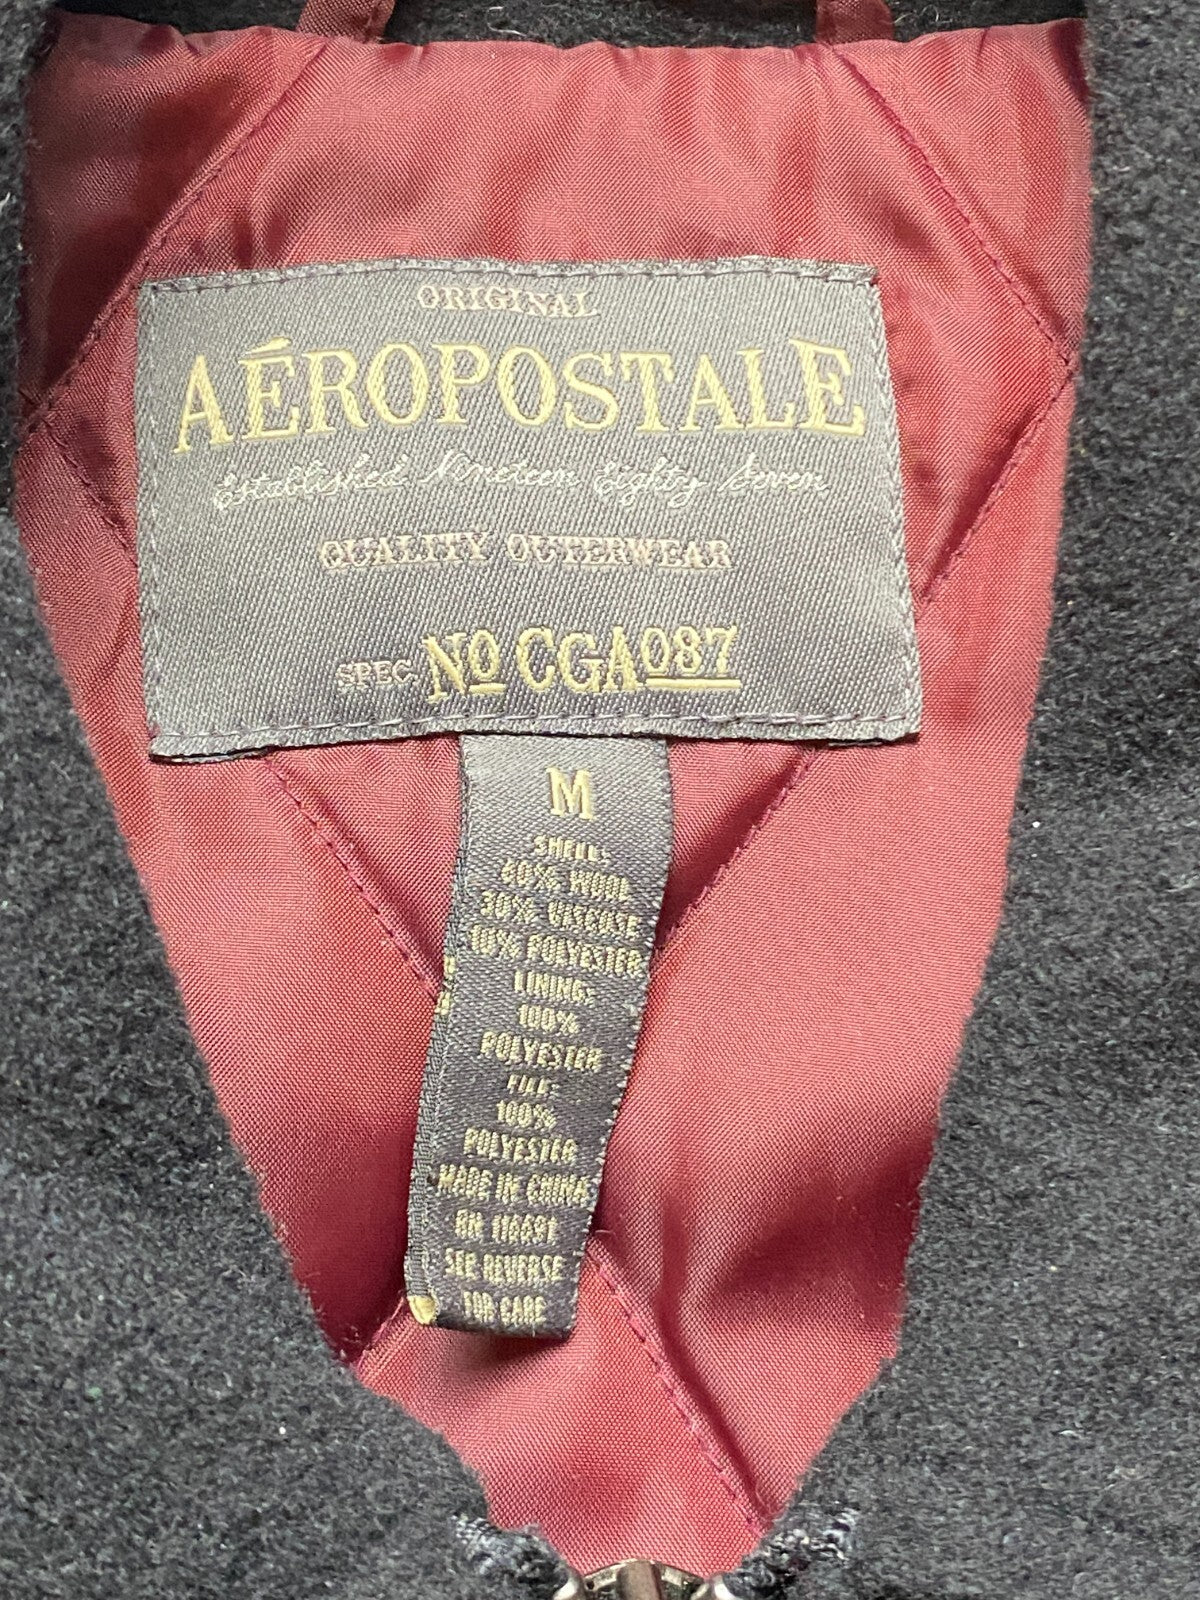 ORIGINAL
AÉROPOSTALE
Established Nineteen Eighty Seven
QUALITY OUTERWEAR
SPEC No CGA087
M
SHELL:
60% WOOL
30% VISCOSE
10% POLYESTER
LINING:
100%
POLYESTER
FILL:
100%
POLYESTER
MADE IN CHINA
RN
SEE REVERSE
FOR CARE